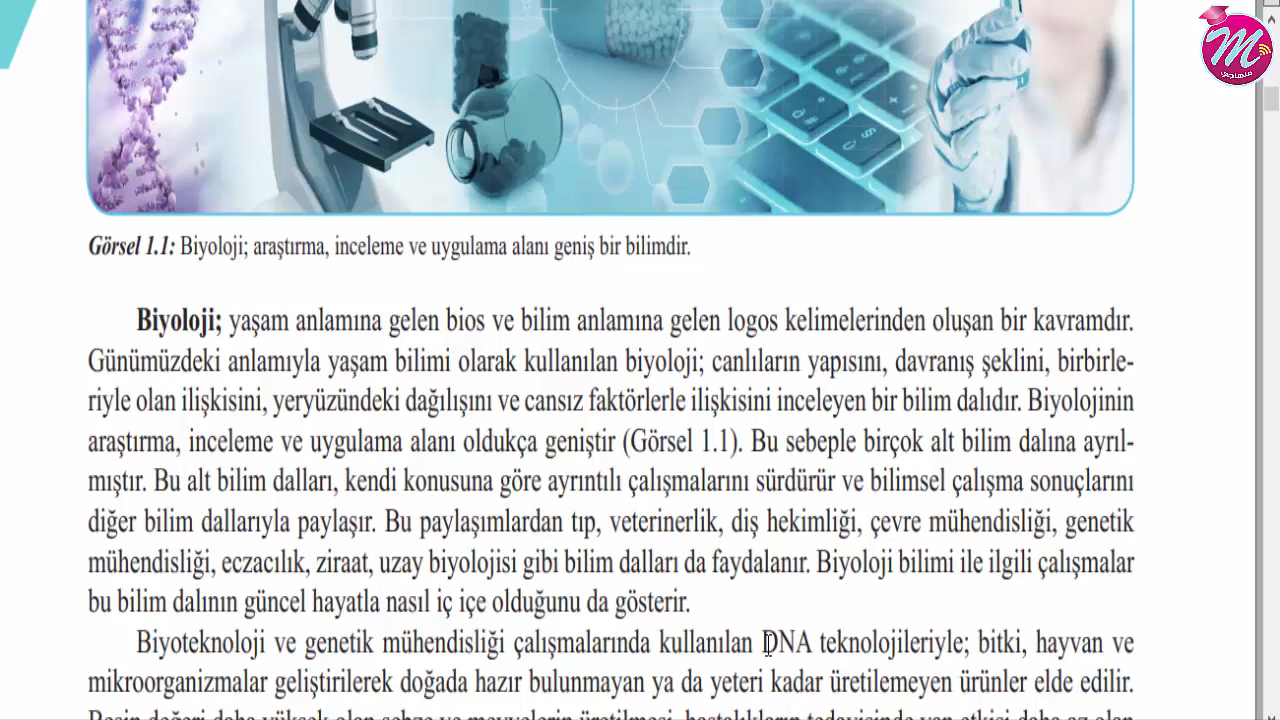 منهاجي
Görsel 1.1: Biyoloji; araştırma, inceleme ve uygulama alanı geniş bir bilimdir.
Biyoloji; yaşam anlamına gelen bios ve bilim anlamına gelen logos kelimelerinden oluşan bir kavramdır.
Günümüzdeki anlamıyla yaşam bilimi olarak kullanılan biyoloji; canlıların yapısını, davranış şeklini, birbirle-
riyle olan ilişkisini, yeryüzündeki dağılışını ve cansız faktörlerle ilişkisini inceleyen bir bilim dalıdır. Biyolojinin
araştırma, inceleme ve uygulama alanı oldukça geniştir (Görsel 1.1). Bu sebeple birçok alt bilim dalına ayrıl-
mıştır. Bu alt bilim dalları, kendi konusuna göre ayrıntılı çalışmalarını sürdürür ve bilimsel çalışma sonuçlarını
diğer bilim dallarıyla paylaşır. Bu paylaşımlardan tıp, veterinerlik, diş hekimliği, çevre mühendisliği, genetik
mühendisliği, eczacılık, ziraat, uzay biyolojisi gibi bilim dalları da faydalanır. Biyoloji bilimi ile ilgili çalışmalar
bu bilim dalının güncel hayatla nasıl iç içe olduğunu da gösterir.
Biyoteknoloji ve genetik mühendisliği çalışmalarında kullanılan DNA teknolojileriyle; bitki, hayvan ve
mikroorganizmalar geliştirilerek doğada hazır bulunmayan ya da yeteri kadar üretilemeyen ürünler elde edilir.